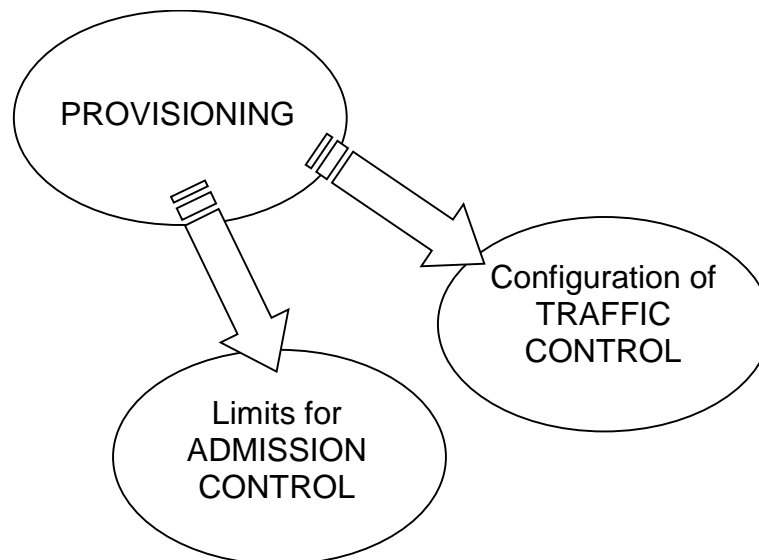 PROVISIONING
Configuration of
TRAFFIC
CONTROL
Limits for
ADMISSION
CONTROL